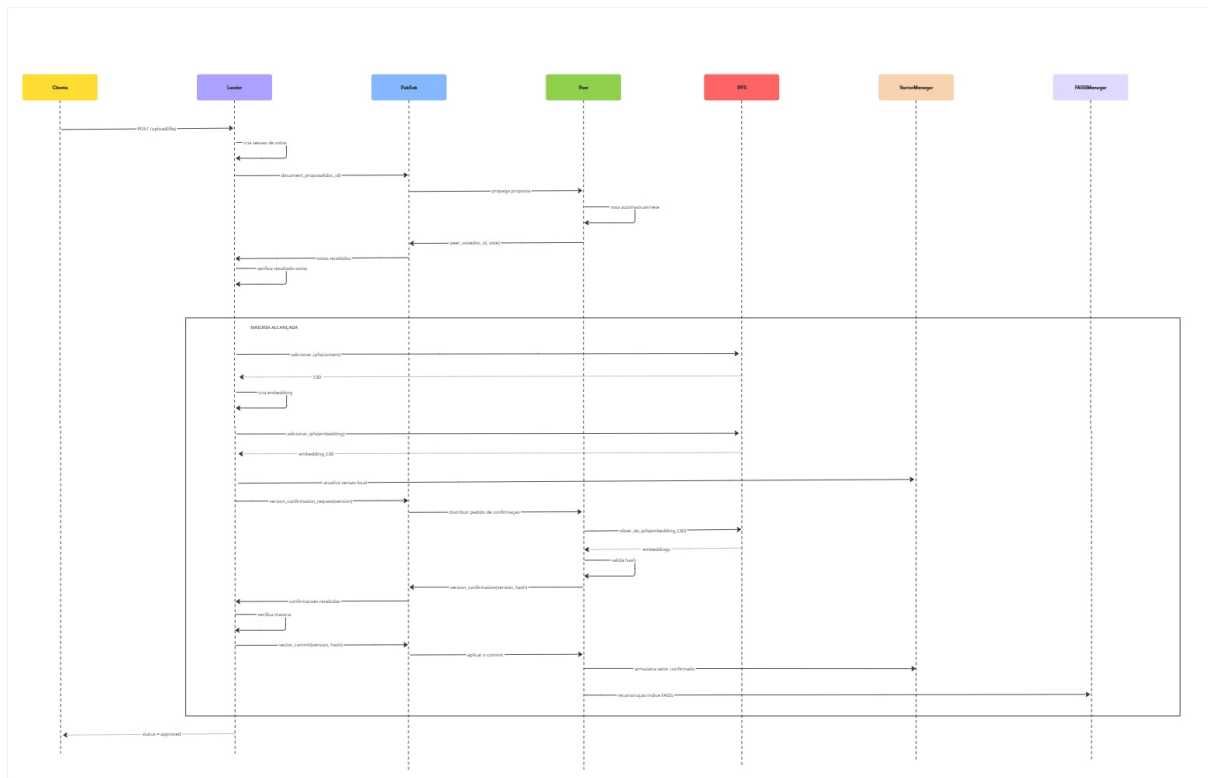 Cliente
Leader
PubSub
Peer
IPFS
VectorManager
FAISSManager
POST /upload(file)
cria sessao de votos
document_proposal(doc_id)
propaga proposta
vota automaticamnete
peer_vote(doc_id, vote)
votos recebidos
verifica resultado votos
MAIORIA ALCANÇADA
adicionar_ipfs(content)
CID
cria embedding
adicionar_ipfs(embedding)
embedding_CID
atualiza versao local
version_confirmation_request(version)
distribuir pedido de confirmaçao
obter_do_ipfs(embedding_CID)
embeddings
valida hash
version_confirmation(version, hash)
confirmacoes recebidas
verifica maioria
vector_commit(version, hash)
aplicar o commit
armazena vetor confirmado
reconstruçao indice FAISS
status = approved